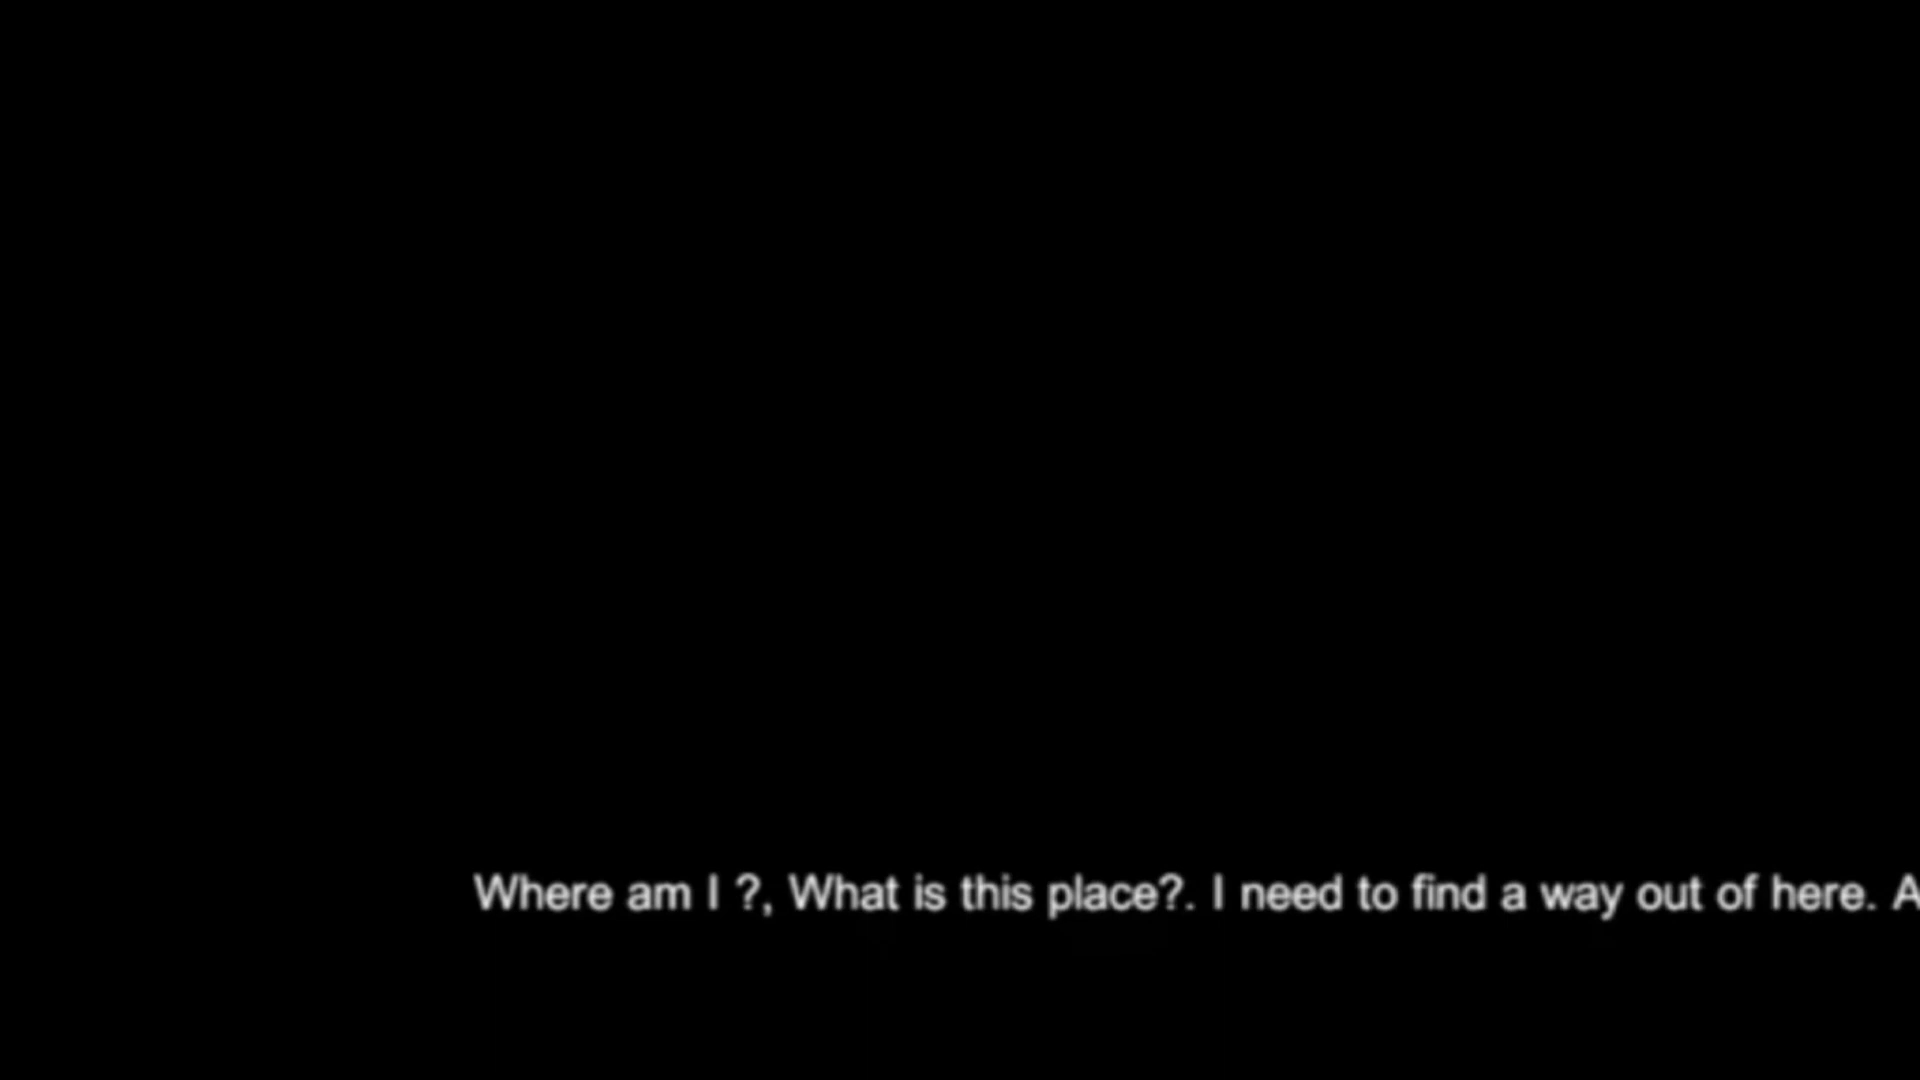 Where am I ?, What is this place?. I need to find a way out of here. A